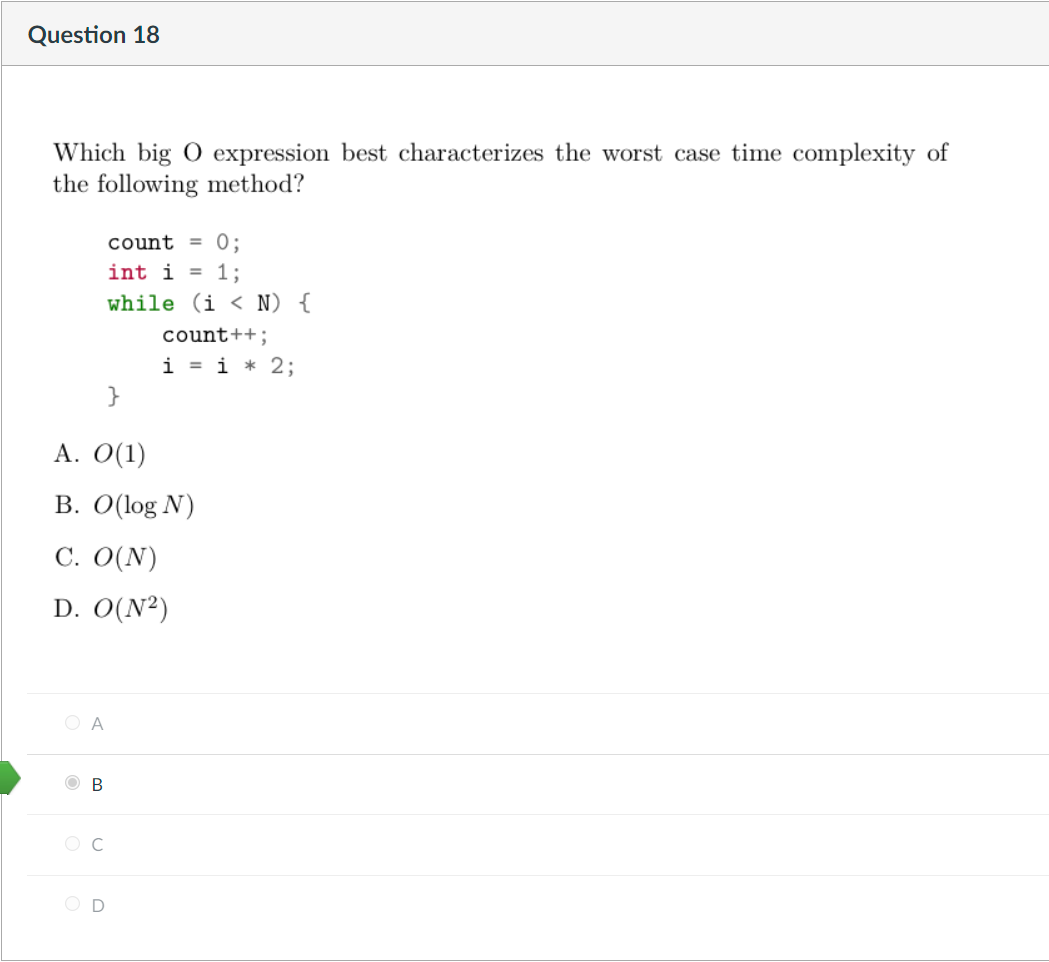 Question 18
Which big O expression best characterizes the worst case time complexity of
the following method?
count = 0;
int i = 1;
while (i < N) {
count++;
i = i * 2;
}
A. O(1)
B. O(log N)
C. O(N)
D. O(N²)
A
B
C
D